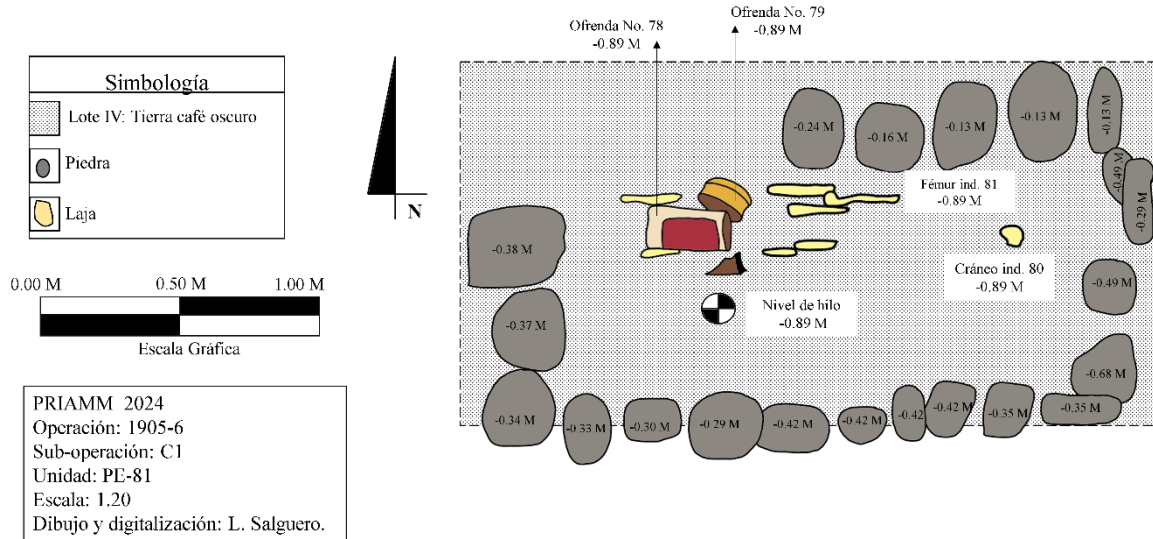 Simbología
Lote IV: Tierra café oscuro
Piedra
Laja
N
0.00 M 0.50 M 1.00 M
Escala Gráfica
PRIAMM 2024
Operación: 1905-6
Sub-operación: C1
Unidad: PE-81
Escala: 1.20
Dibujo y digitalización: L. Salguero.
Ofrenda No. 78
-0.89 M
Ofrenda No. 79
-0.89 M
-0.24 M
-0.16 M
-0.13 M
-0.13 M
-0.13 M
-0.49 M
-0.29 M
Fémur ind. 81
-0.89 M
Cráneo ind. 80
-0.89 M
-0.38 M
-0.49 M
Nivel de hilo
-0.89 M
-0.37 M
-0.68 M
-0.34 M
-0.33 M
-0.30 M
-0.29 M
-0.42 M
-0.42 M
-0.42
-0.42 M
-0.35 M
-0.35 M